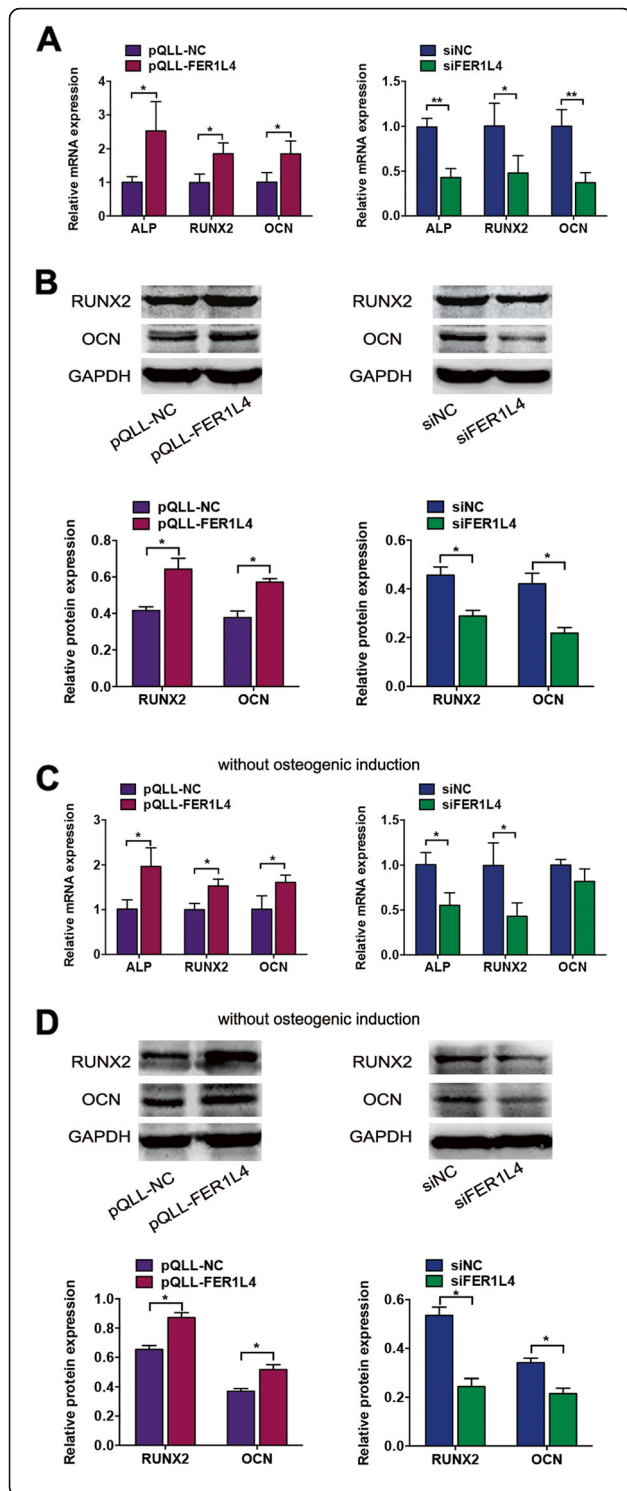 A
pQLL-NC
pQLL-FER1L4
Relative mRNA expression
4
3
2
1
0
* * *
ALP RUNX2 OCN
siNC
siFER1L4
Relative mRNA expression
1.5
1.0
0.5
0.0
** * **
ALP RUNX2 OCN
B
RUNX2
OCN
GAPDH
pQLL-NC
pQLL-FER1L4
RUNX2
OCN
GAPDH
siNC
siFER1L4
pQLL-NC
pQLL-FER1L4
Relative protein expression
0.8
0.6
0.4
0.2
0.0
* *
RUNX2 OCN
siNC
siFER1L4
Relative protein expression
0.6
0.4
0.2
0.0
* *
RUNX2 OCN
C
without osteogenic induction
pQLL-NC
pQLL-FER1L4
Relative mRNA expression
3
2
1
0
* * *
ALP RUNX2 OCN
siNC
siFER1L4
Relative mRNA expression
1.5
1.0
0.5
0.0
* *
ALP RUNX2 OCN
D
without osteogenic induction
RUNX2
OCN
GAPDH
pQLL-NC
pQLL-FER1L4
RUNX2
OCN
GAPDH
siNC
siFER1L4
pQLL-NC
pQLL-FER1L4
Relative protein expression
1.0
0.8
0.6
0.4
0.2
0.0
* *
RUNX2 OCN
siNC
siFER1L4
Relative protein expression
0.6
0.4
0.2
0.0
* *
RUNX2 OCN